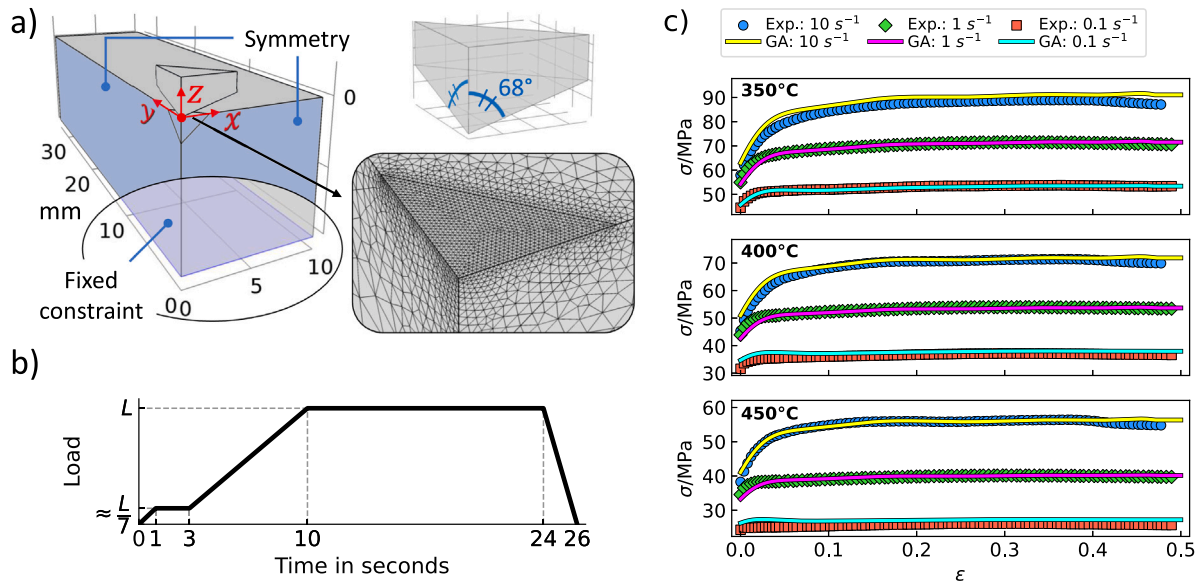 a)
Symmetry
Z
y
x
0
30
20
mm
10
10
5
0
0
Fixed
constraint
68°
b)
Load
L
≈ L/7
0 1 3 10 24 26
Time in seconds
c)
Exp.: 10 s⁻¹ Exp.: 1 s⁻¹ Exp.: 0.1 s⁻¹
GA: 10 s⁻¹ GA: 1 s⁻¹ GA: 0.1 s⁻¹
350°C
σ/MPa
90
80
70
60
50
400°C
σ/MPa
70
60
50
40
30
450°C
σ/MPa
60
50
40
30
0.0 0.1 0.2 0.3 0.4 0.5
ε